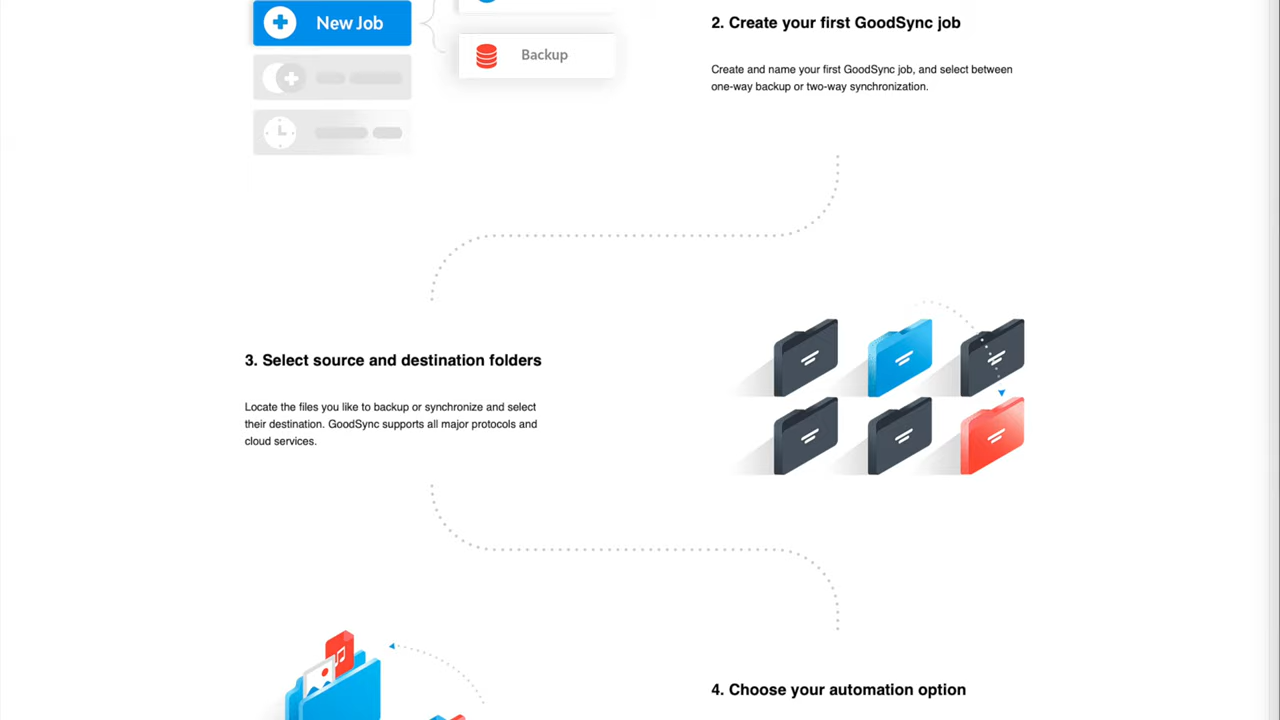 New Job
Backup
2. Create your first GoodSync job
Create and name your first GoodSync job, and select between
one-way backup or two-way synchronization.
3. Select source and destination folders
Locate the files you like to backup or synchronize and select
their destination. GoodSync supports all major protocols and
cloud services.
4. Choose your automation option